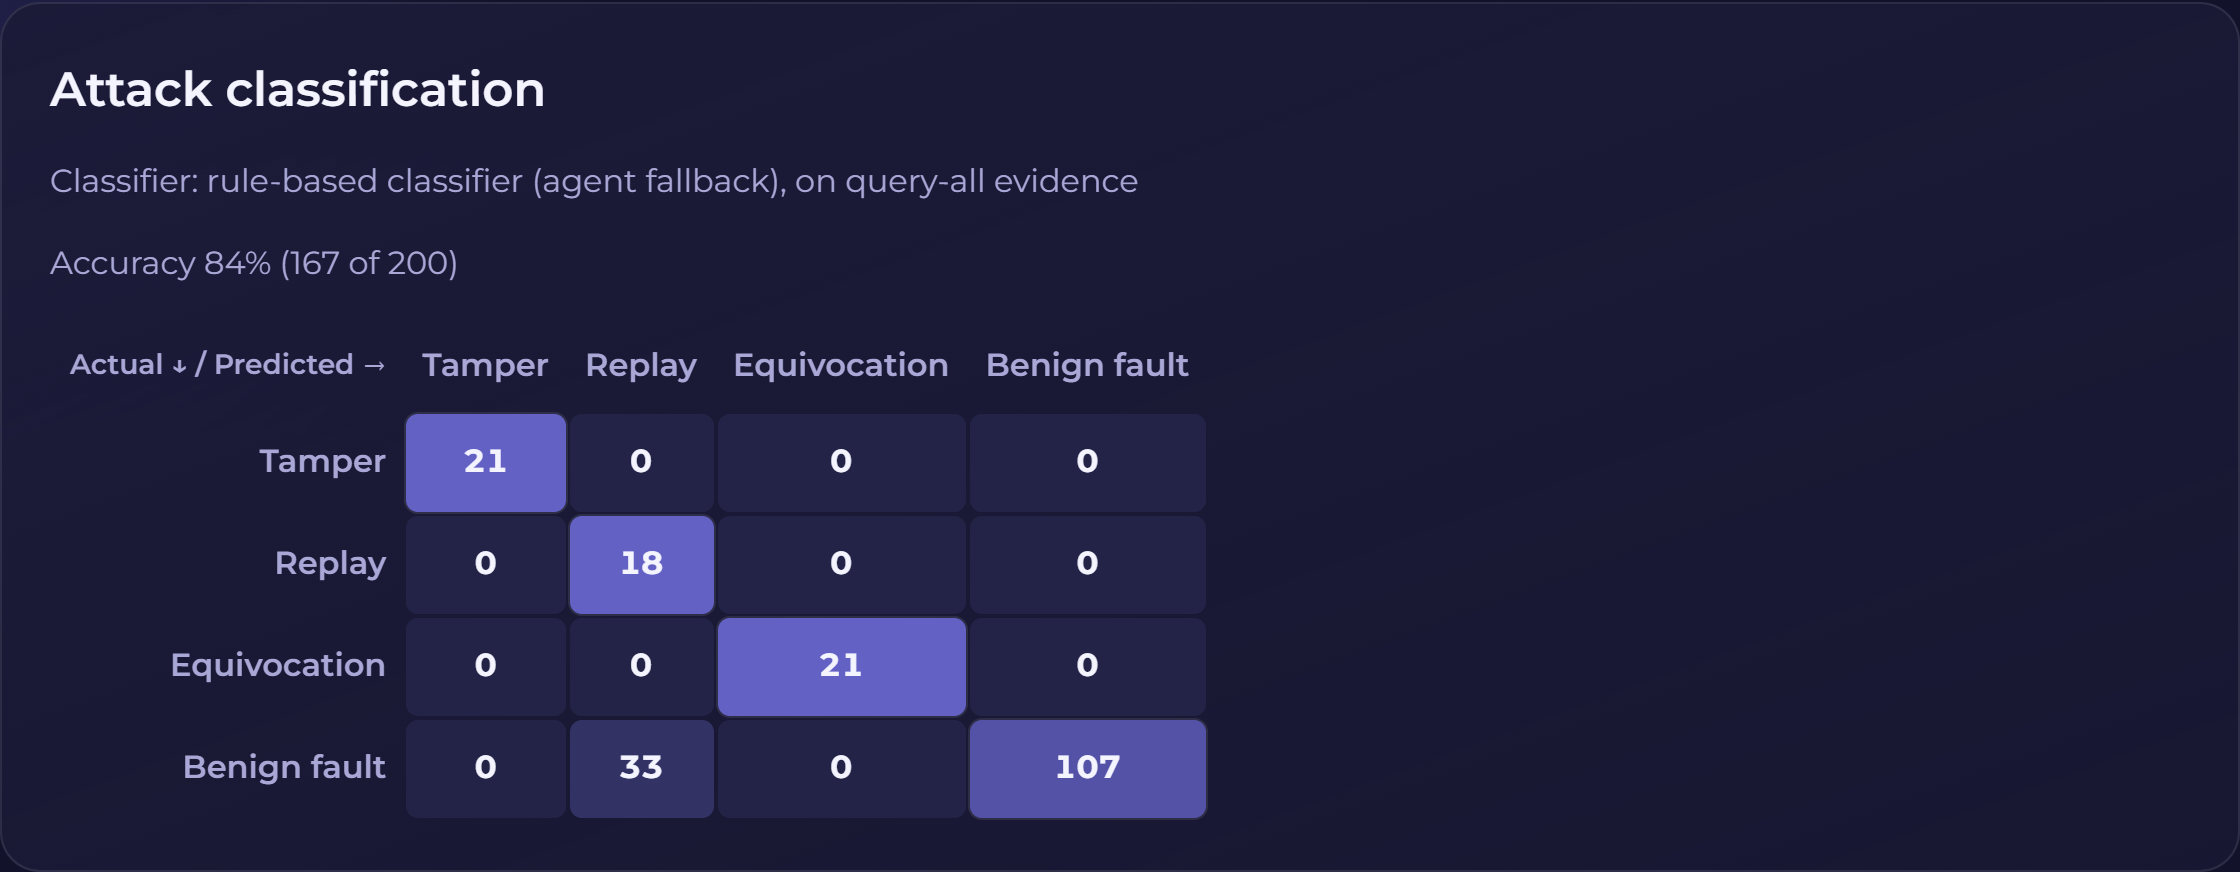 Attack classification
Classifier: rule-based classifier (agent fallback), on query-all evidence
Accuracy 84% (167 of 200)
Actual ↓ / Predicted → Tamper Replay Equivocation Benign fault
Tamper 21 0 0 0
Replay 0 18 0 0
Equivocation 0 0 21 0
Benign fault 0 33 0 107